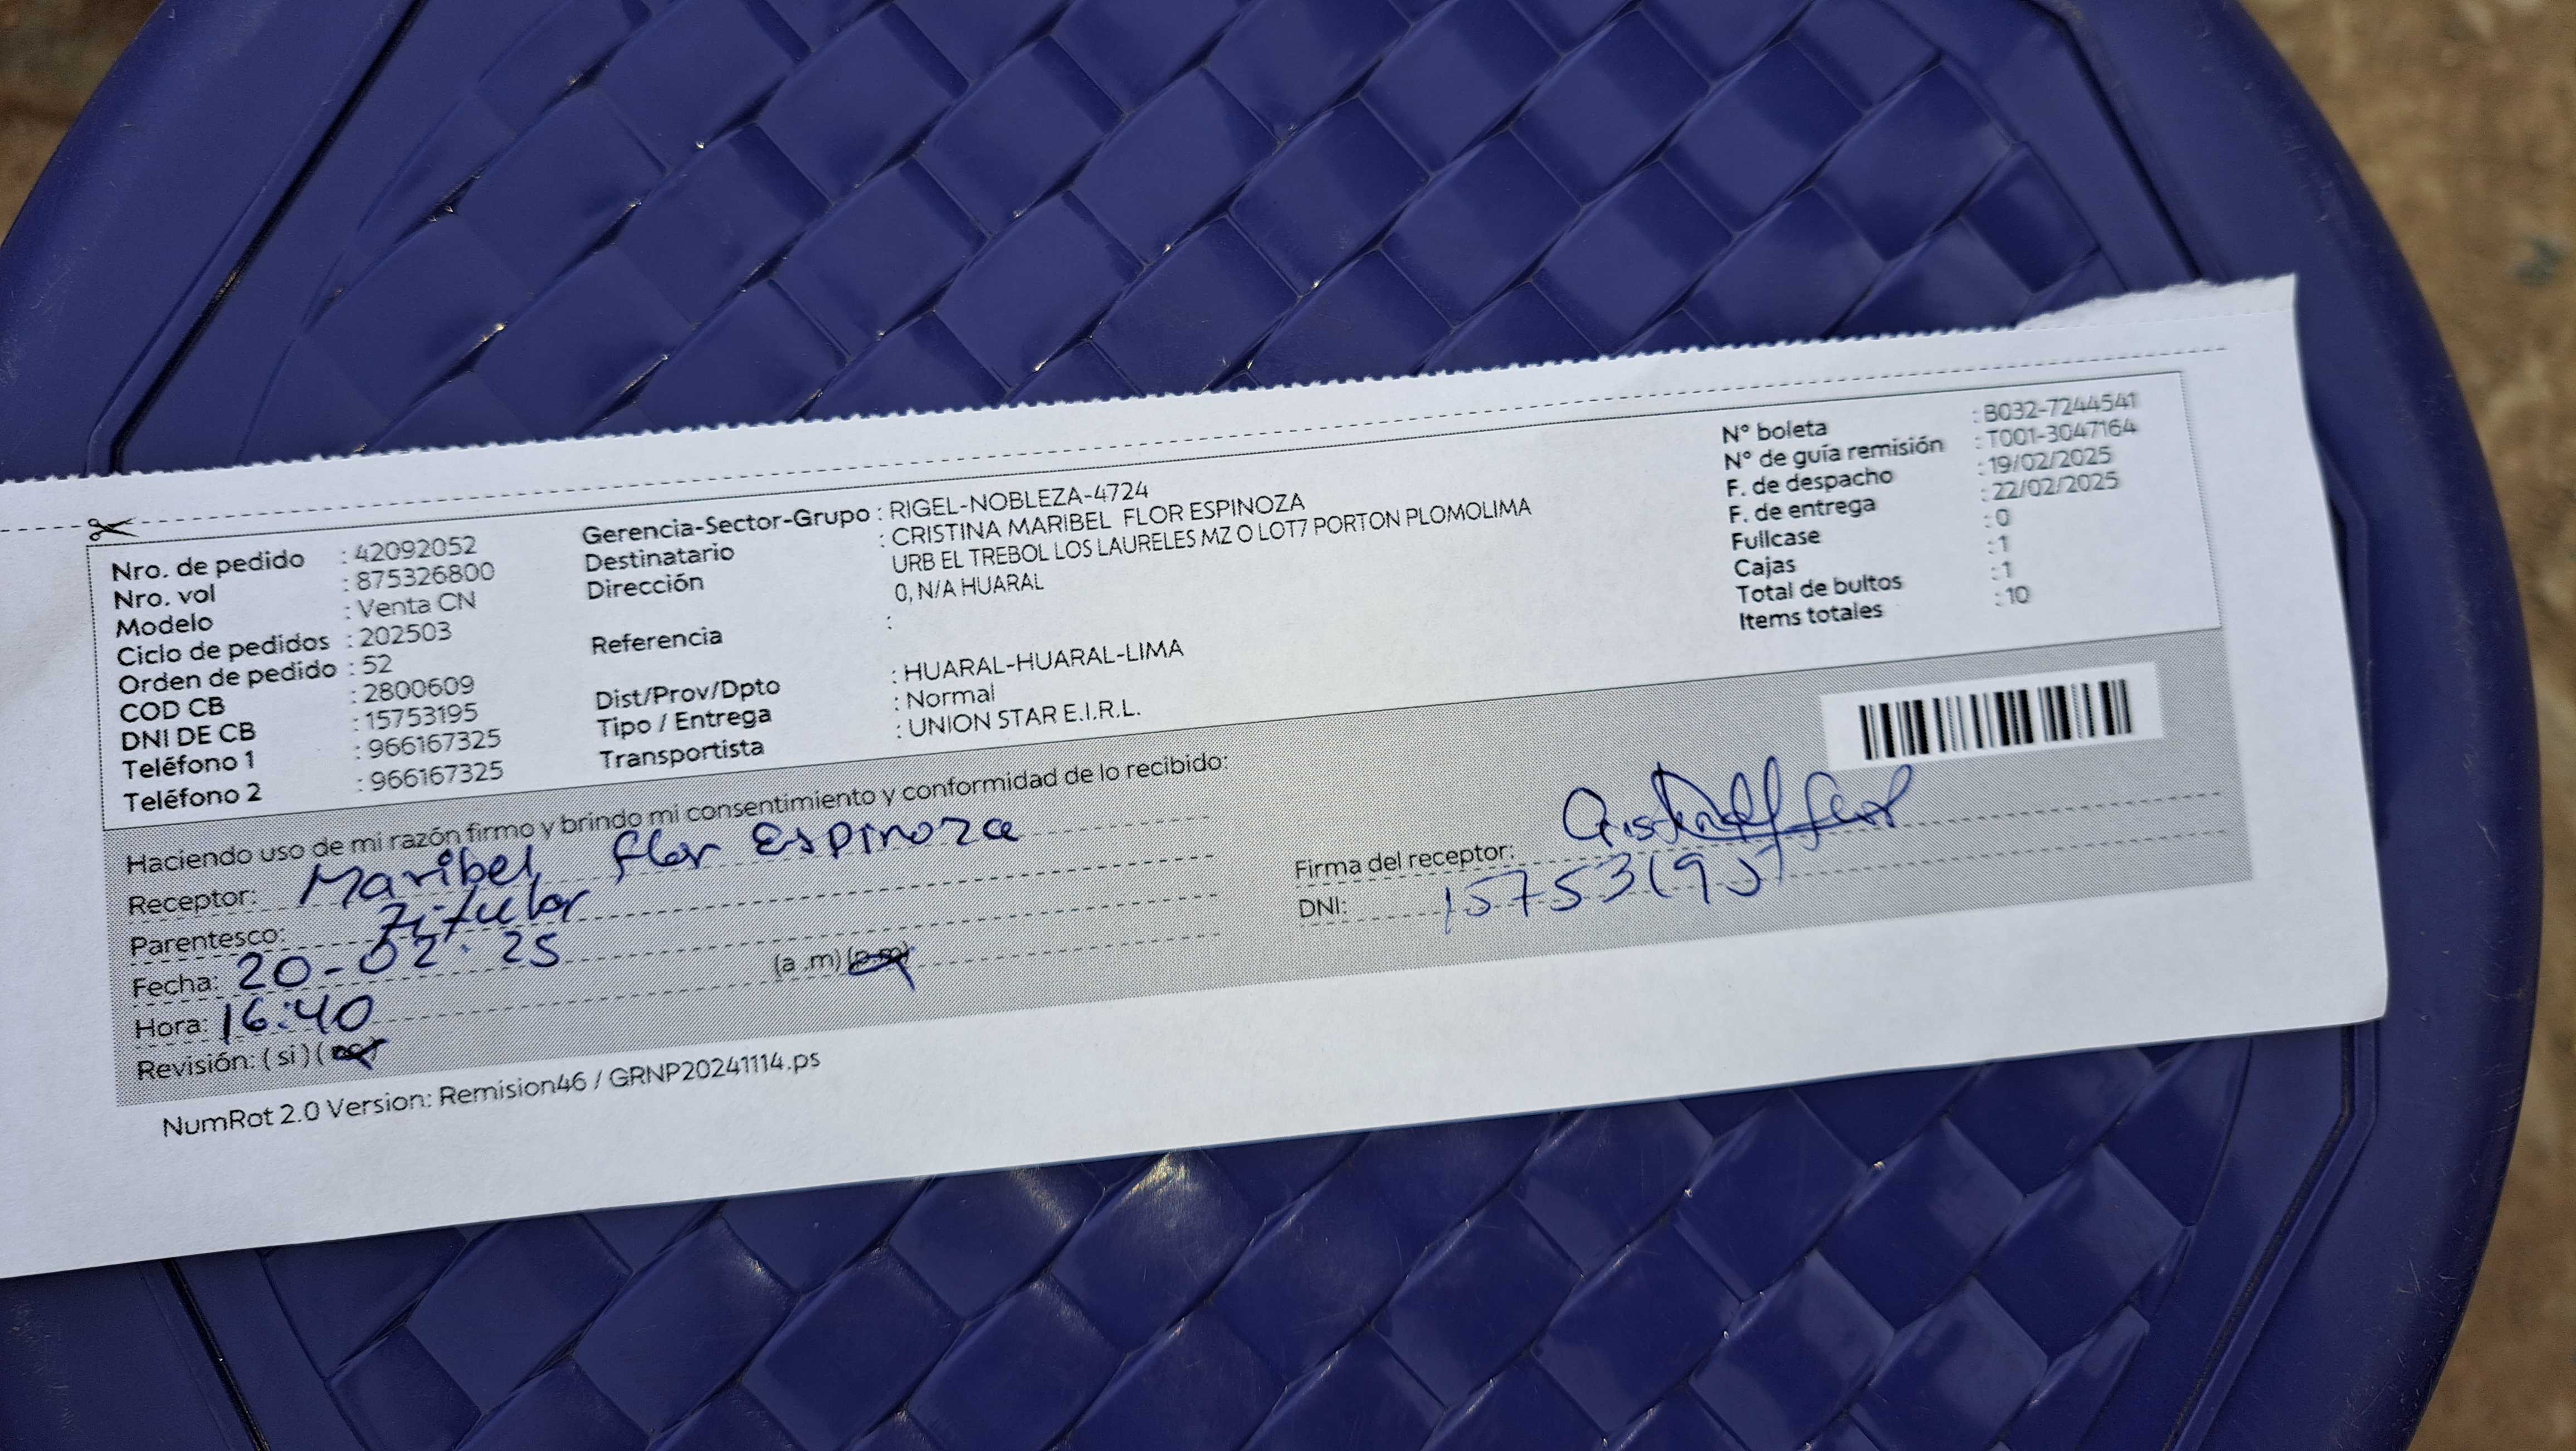 Nro. de pedido : 42092052
Nro. vol : 875326800
Modelo : Venta CN
Ciclo de pedidos : 202503
Orden de pedido : 52
COD CB : 2800609
DNI DE CB : 15753195
Teléfono 1 : 966167325
Teléfono 2 : 966167325
Gerencia-Sector-Grupo : RIGEL-NOBLEZA-4724
Destinatario : CRISTINA MARIBEL FLOR ESPINOZA
Dirección URB EL TREBOL LOS LAURELES MZ O LOT7 PORTON PLOMOLIMA
0, N/A HUARAL
Referencia :
Dist/Prov/Dpto : HUARAL-HUARAL-LIMA
Tipo / Entrega : Normal
Transportista : UNION STAR E.I.R.L.
N° boleta : B032-7244541
N° de guía remisión : T001-3047164
F. de despacho : 19/02/2025
F. de entrega : 22/02/2025
Fullcase : 0
Cajas : 1
Total de bultos : 1
Items totales : 10
Haciendo uso de mi razón firmo y brindo mi consentimiento y conformidad de lo recibido:
Receptor: Maribel Flor Espinoza
Parentesco: Titular
Fecha: 20-02-25
Hora: 16:40 (a .m) (p.m)
Revisión: ( si ) ( no )
Firma del receptor:
DNI: 15753195
NumRot 2.0 Version: Remision46 / GRNP20241114.ps